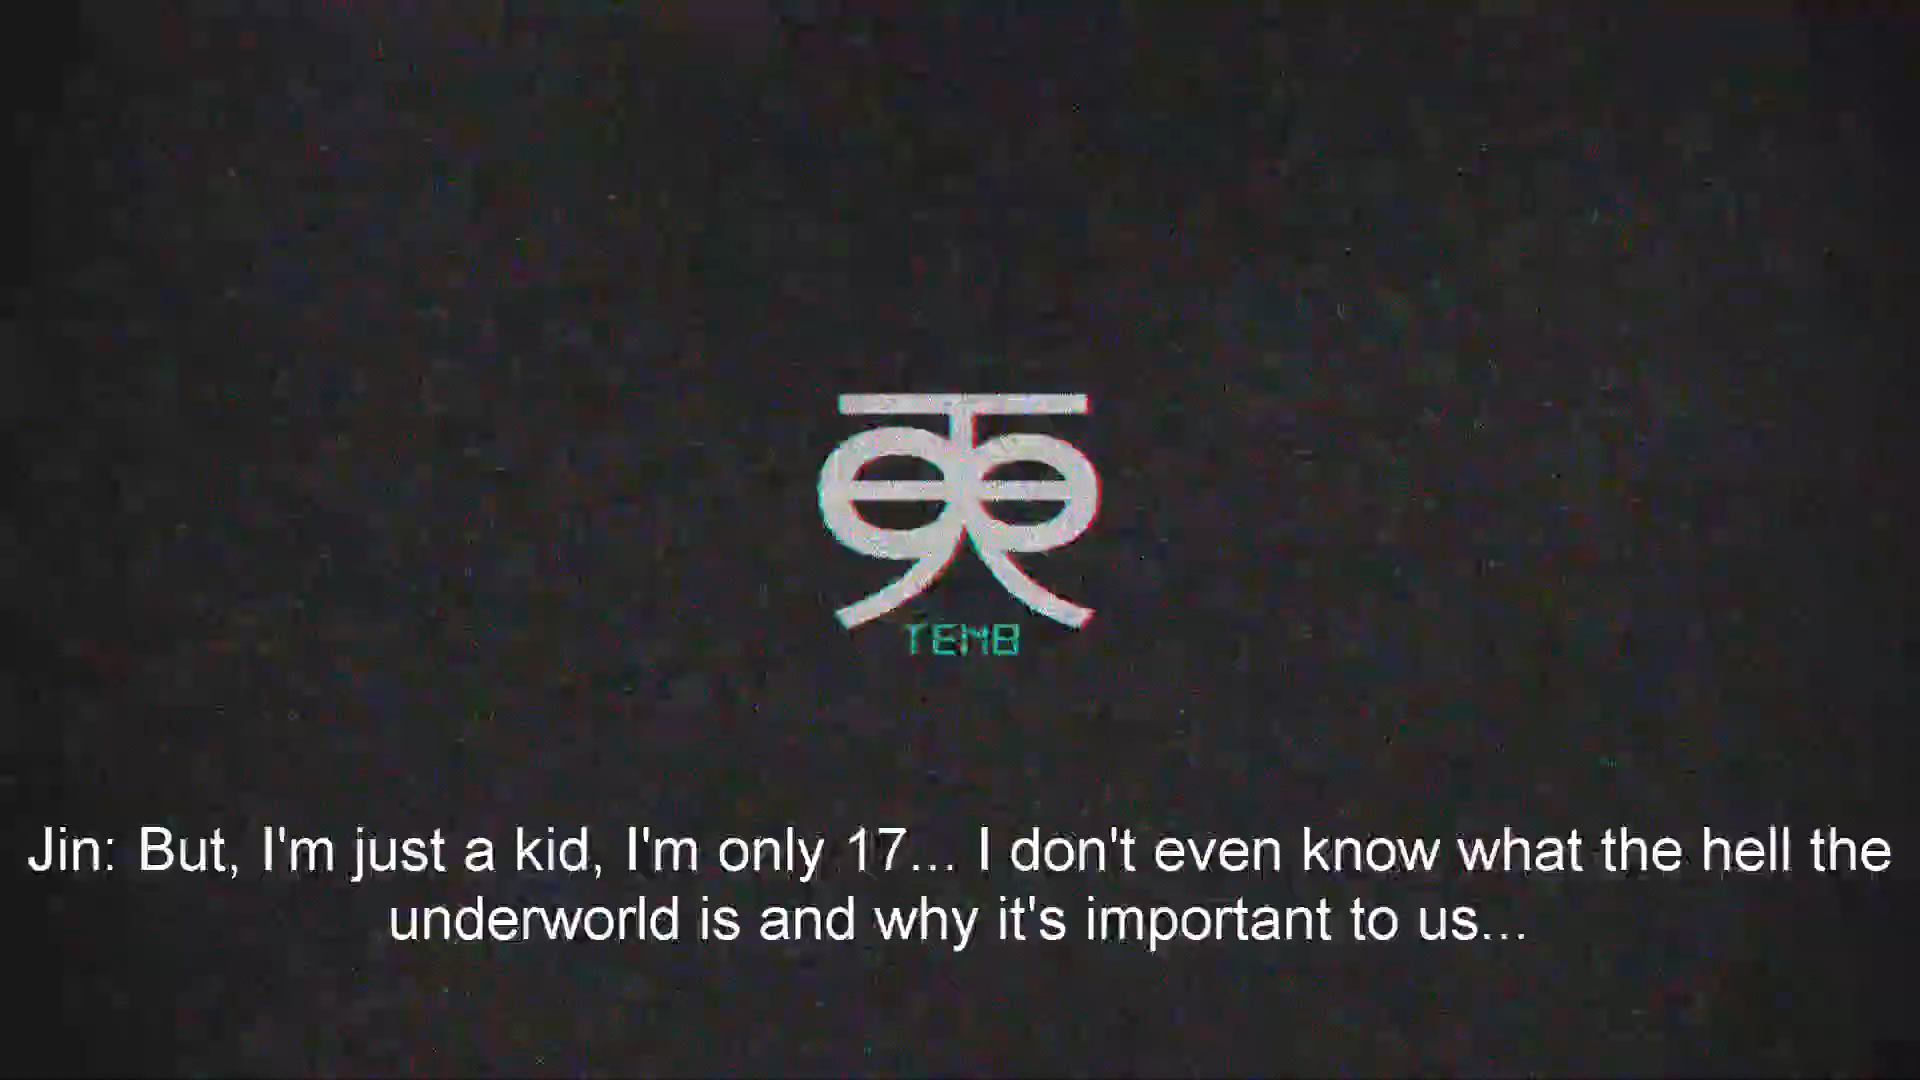 TEMB
Jin: But, I'm just a kid, I'm only 17... I don't even know what the hell the
underworld is and why it's important to us...